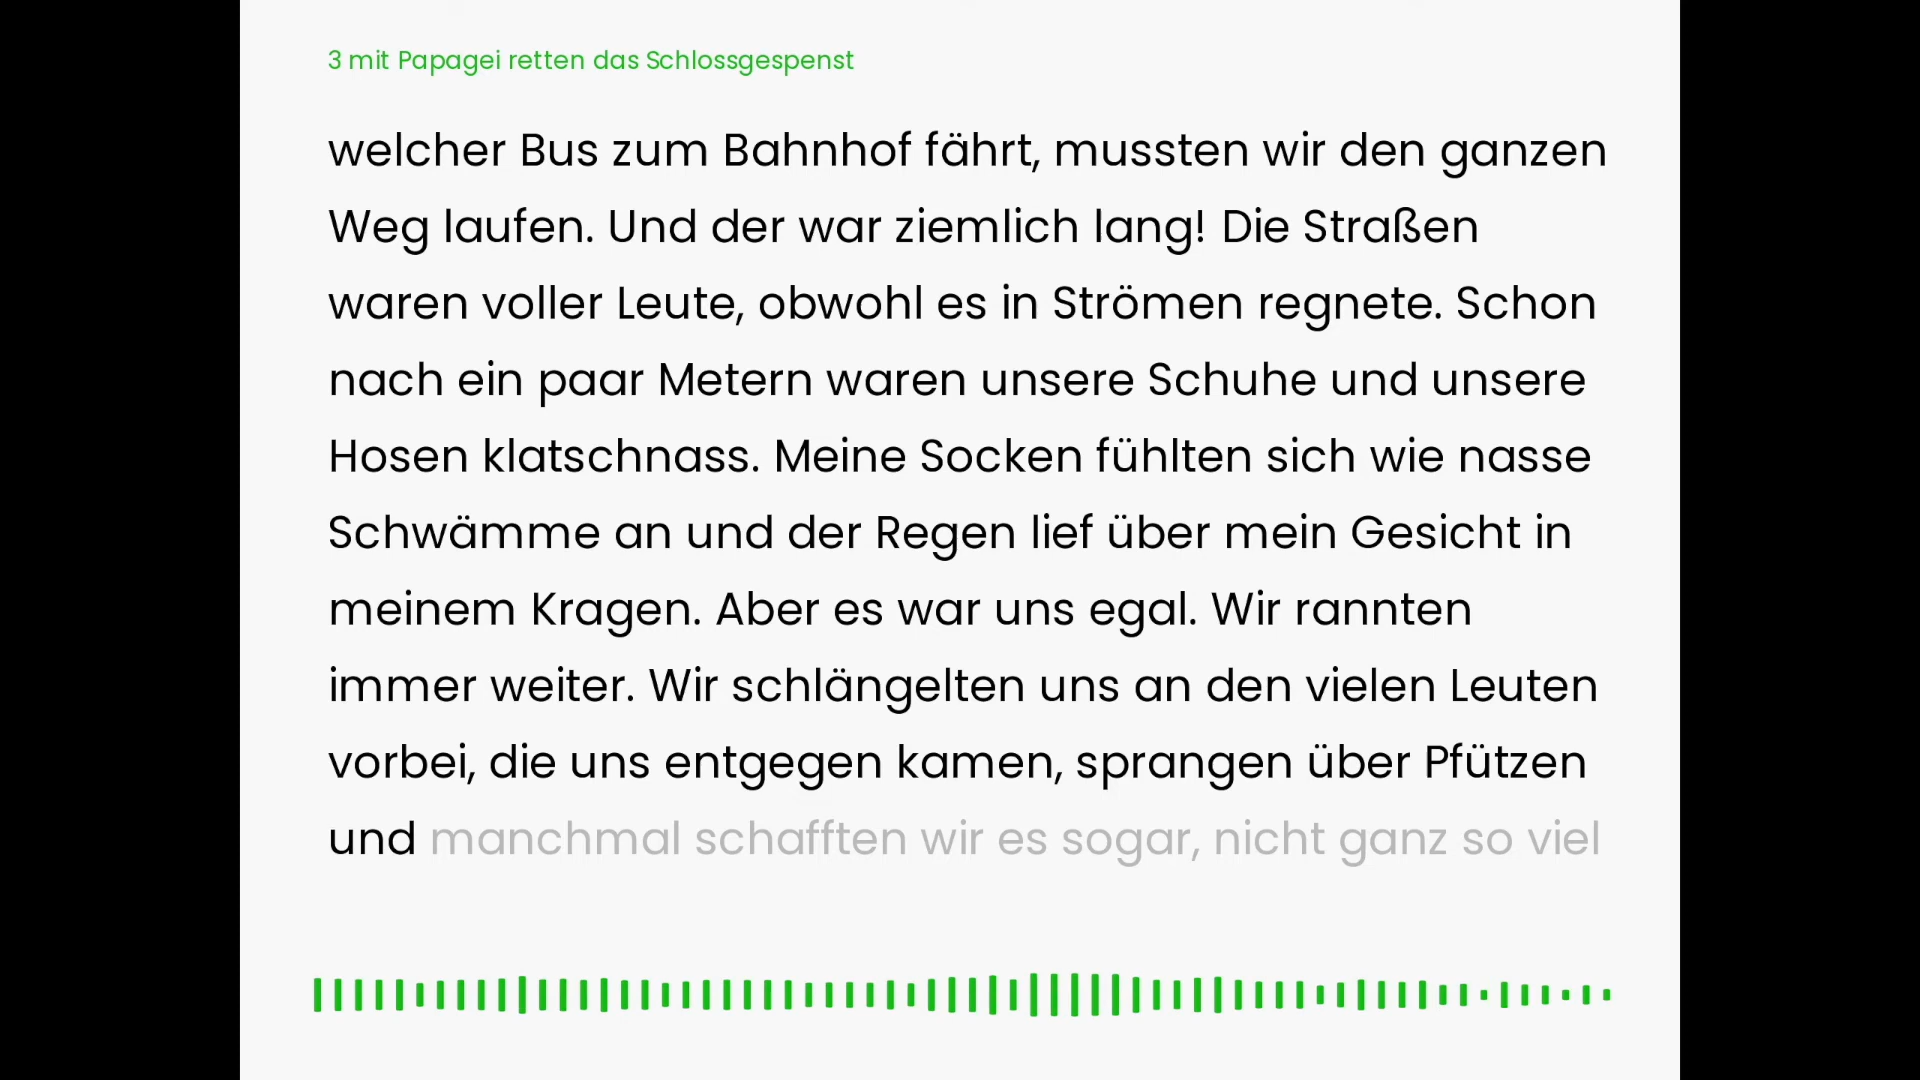 3 mit Papagei retten das Schlossgespenst
welcher Bus zum Bahnhof fährt, mussten wir den ganzen
Weg laufen. Und der war ziemlich lang! Die Straßen
waren voller Leute, obwohl es in Strömen regnete. Schon
nach ein paar Metern waren unsere Schuhe und unsere
Hosen klatschnass. Meine Socken fühlten sich wie nasse
Schwämme an und der Regen lief über mein Gesicht in
meinem Kragen. Aber es war uns egal. Wir rannten
immer weiter. Wir schlängelten uns an den vielen Leuten
vorbei, die uns entgegen kamen, sprangen über Pfützen
und manchmal schafften wir es sogar, nicht ganz so viel